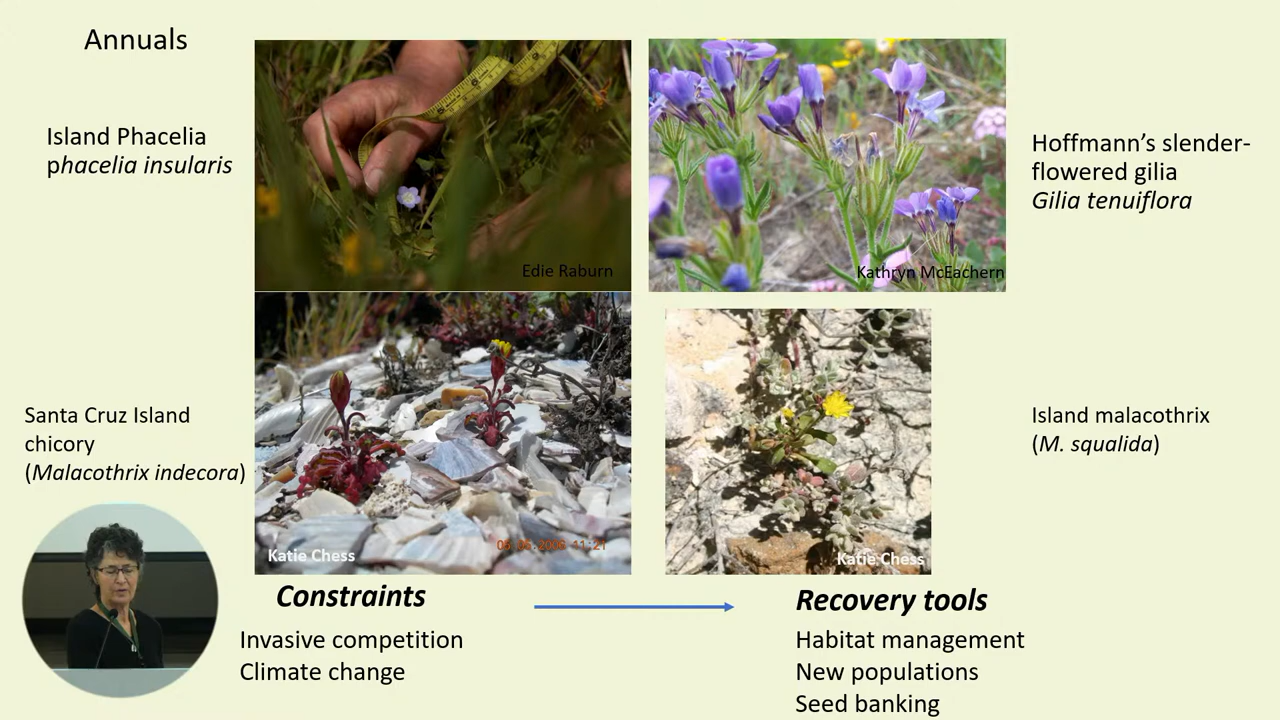 Annuals
Island Phacelia
phacelia insularis
Edie Raburn
Kathryn McEachern
Hoffmann’s slender-
flowered gilia
Gilia tenuiflora
Santa Cruz Island
chicory
(Malacothrix indecora)
Katie Chess
Katie Chess
Island malacothrix
(M. squalida)
Constraints
Invasive competition
Climate change
Recovery tools
Habitat management
New populations
Seed banking